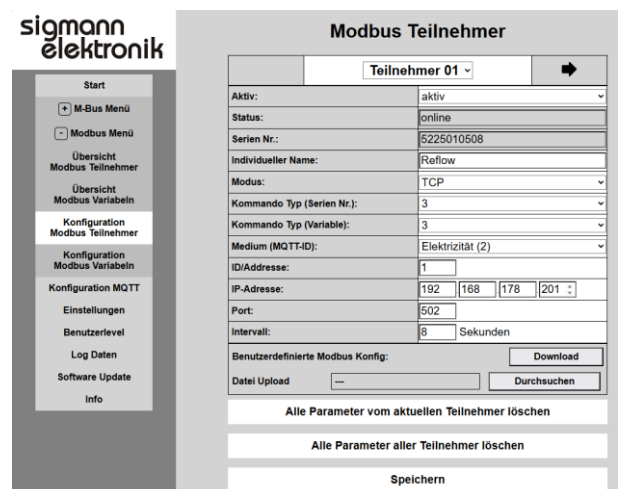 sigmann
elektronik
Start
+ M-Bus Menü
- Modbus Menü
Übersicht
Modbus Teilnehmer
Übersicht
Modbus Variabeln
Konfiguration
Modbus Teilnehmer
Konfiguration
Modbus Variabeln
Konfiguration MQTT
Einstellungen
Benutzerlevel
Log Daten
Software Update
Info
Modbus Teilnehmer
Teilnehmer 01
Aktiv: aktiv
Status: online
Serien Nr.: 5225010508
Individueller Name: Reflow
Modus: TCP
Kommando Typ (Serien Nr.): 3
Kommando Typ (Variable): 3
Medium (MQTT-ID): Elektrizität (2)
ID/Addresse: 1
IP-Adresse: 192 .168 .178 .201
Port: 502
Intervall: 8 Sekunden
Benutzerdefinierte Modbus Konfig: Download
Datei Upload --- Durchsuchen
Alle Parameter vom aktuellen Teilnehmer löschen
Alle Parameter aller Teilnehmer löschen
Speichern